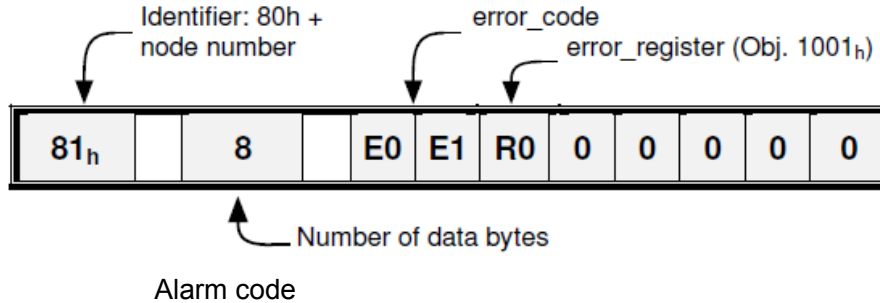 Identifier: 80h +
node number
error_code
error_register (Obj. 1001h)
81h 8 E0 E1 R0 0 0 0 0 0
Number of data bytes
Alarm code